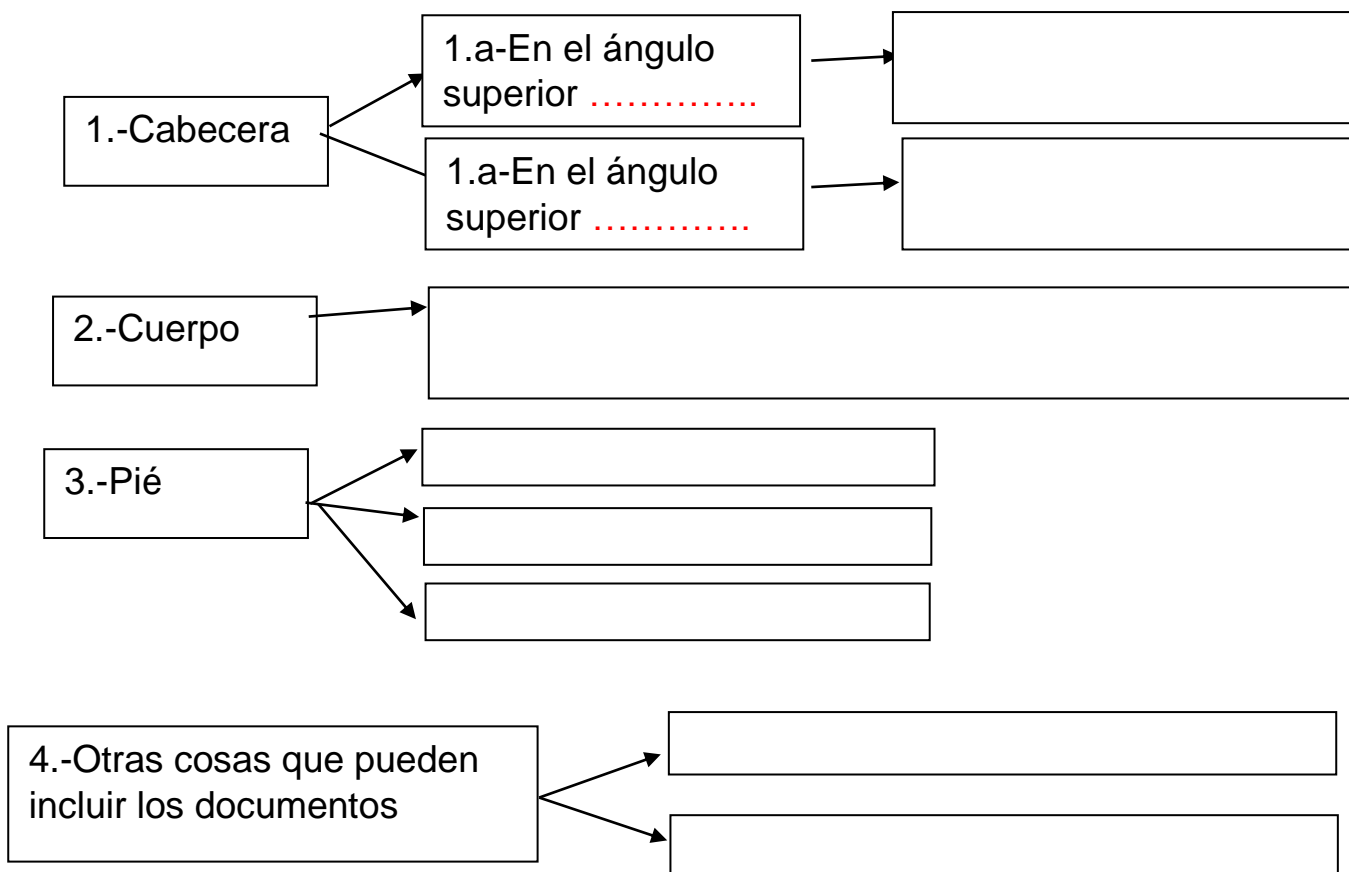 1.-Cabecera
1.a-En el ángulo
superior …………..
1.a-En el ángulo
superior ………….
2.-Cuerpo
3.-Pié
4.-Otras cosas que pueden
incluir los documentos